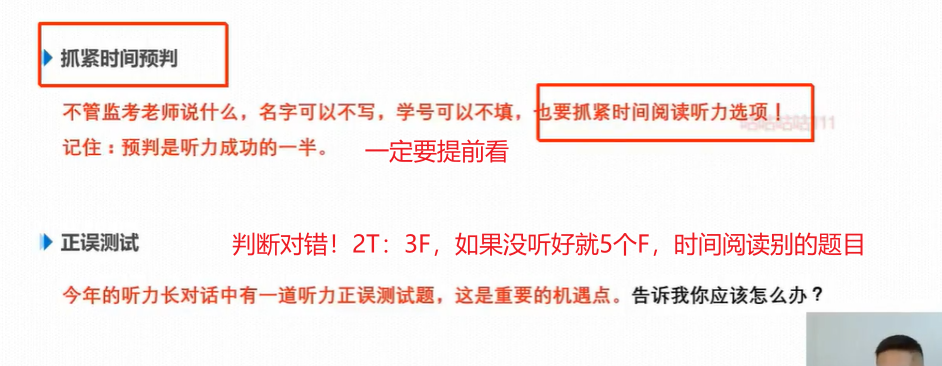 抓紧时间预判
不管监考老师说什么，名字可以不写，学号可以不填，也要抓紧时间阅读听力选项！
记住：预判是听力成功的一半。
一定要提前看
正误测试
判断对错！2T：3F，如果没听好就5个F，时间阅读别的题目
今年的听力长对话中有一道听力正误测试题，这是重要的机遇点。告诉我你应该怎么办？